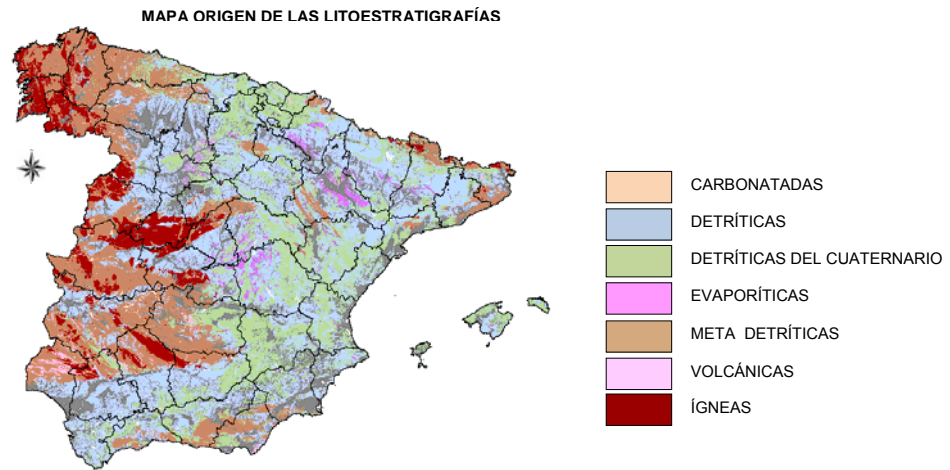 MAPA ORIGEN DE LAS LITOESTRATIGRAFÍAS
CARBONATADAS
DETRÍTICAS
DETRÍTICAS DEL CUATERNARIO
EVAPORÍTICAS
META DETRÍTICAS
VOLCÁNICAS
ÍGNEAS